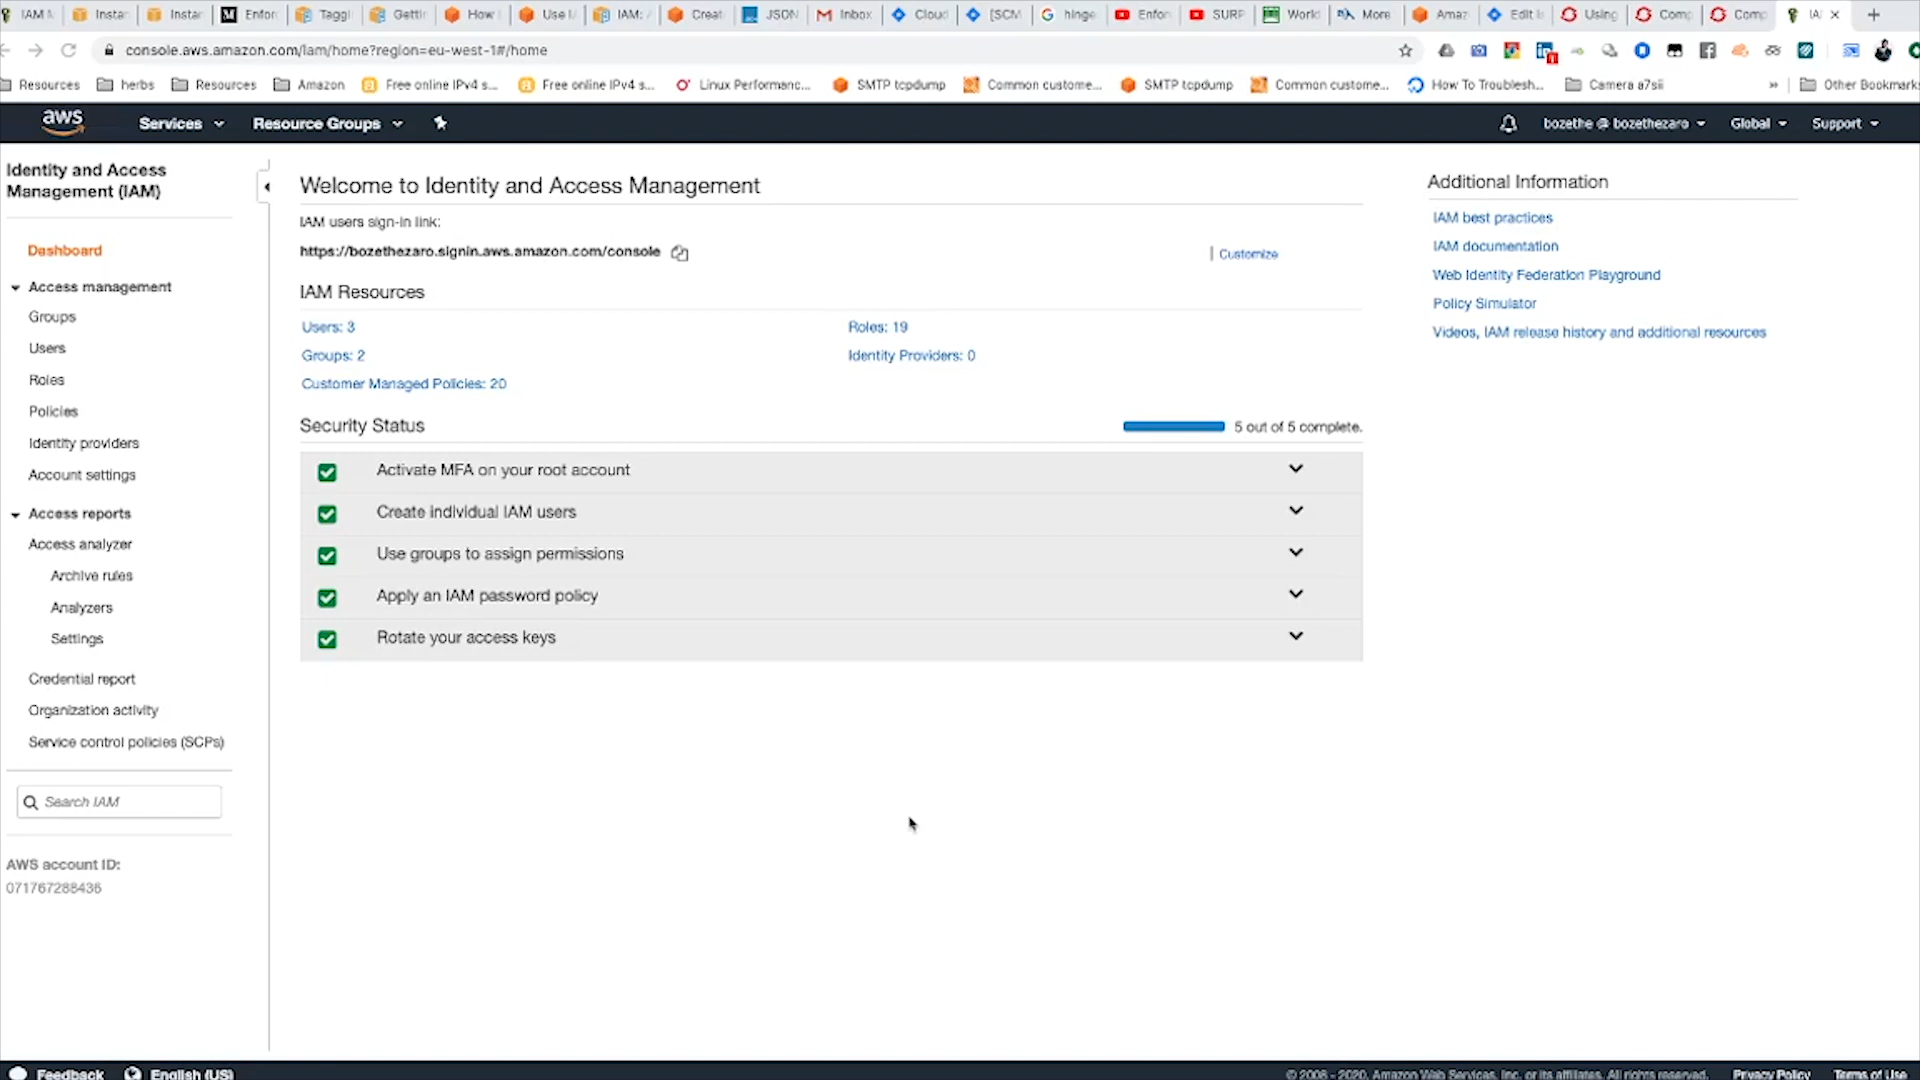 IAM M
Instan
Instan
Enfor
Taggi
Gettin
How
Use I
IAM:
Creat
JSON
Inbox
Cloud
[SCM
hinge
Enfor
SURP
World
More
Amaz
Edit I
Using
Comp
Comp
IA
console.aws.amazon.com/iam/home?region=eu-west-1#/home
Resources
herbs
Resources
Amazon
Free online IPv4 s...
Free online IPv4 s...
Linux Performanc...
SMTP tcpdump
Common custome...
SMTP tcpdump
Common custome...
How To Troublesh...
Camera a7sii
»
Other Bookmarks
aws
Services
Resource Groups
bozethe @ bozethezaro
Global
Support
Identity and Access
Management (IAM)
Dashboard
Access management
Groups
Users
Roles
Policies
Identity providers
Account settings
Access reports
Access analyzer
Archive rules
Analyzers
Settings
Credential report
Organization activity
Service control policies (SCPs)
Search IAM
AWS account ID:
071767288436
Welcome to Identity and Access Management
IAM users sign-in link:
https://bozethezaro.signin.aws.amazon.com/console
| Customize
IAM Resources
Users: 3
Roles: 19
Groups: 2
Identity Providers: 0
Customer Managed Policies: 20
Security Status
5 out of 5 complete.
Activate MFA on your root account
Create individual IAM users
Use groups to assign permissions
Apply an IAM password policy
Rotate your access keys
Additional Information
IAM best practices
IAM documentation
Web Identity Federation Playground
Policy Simulator
Videos, IAM release history and additional resources
Feedback
English (US)
© 2008 - 2020, Amazon Web Services, Inc. or its affiliates. All rights reserved.
Privacy Policy
Terms of Use